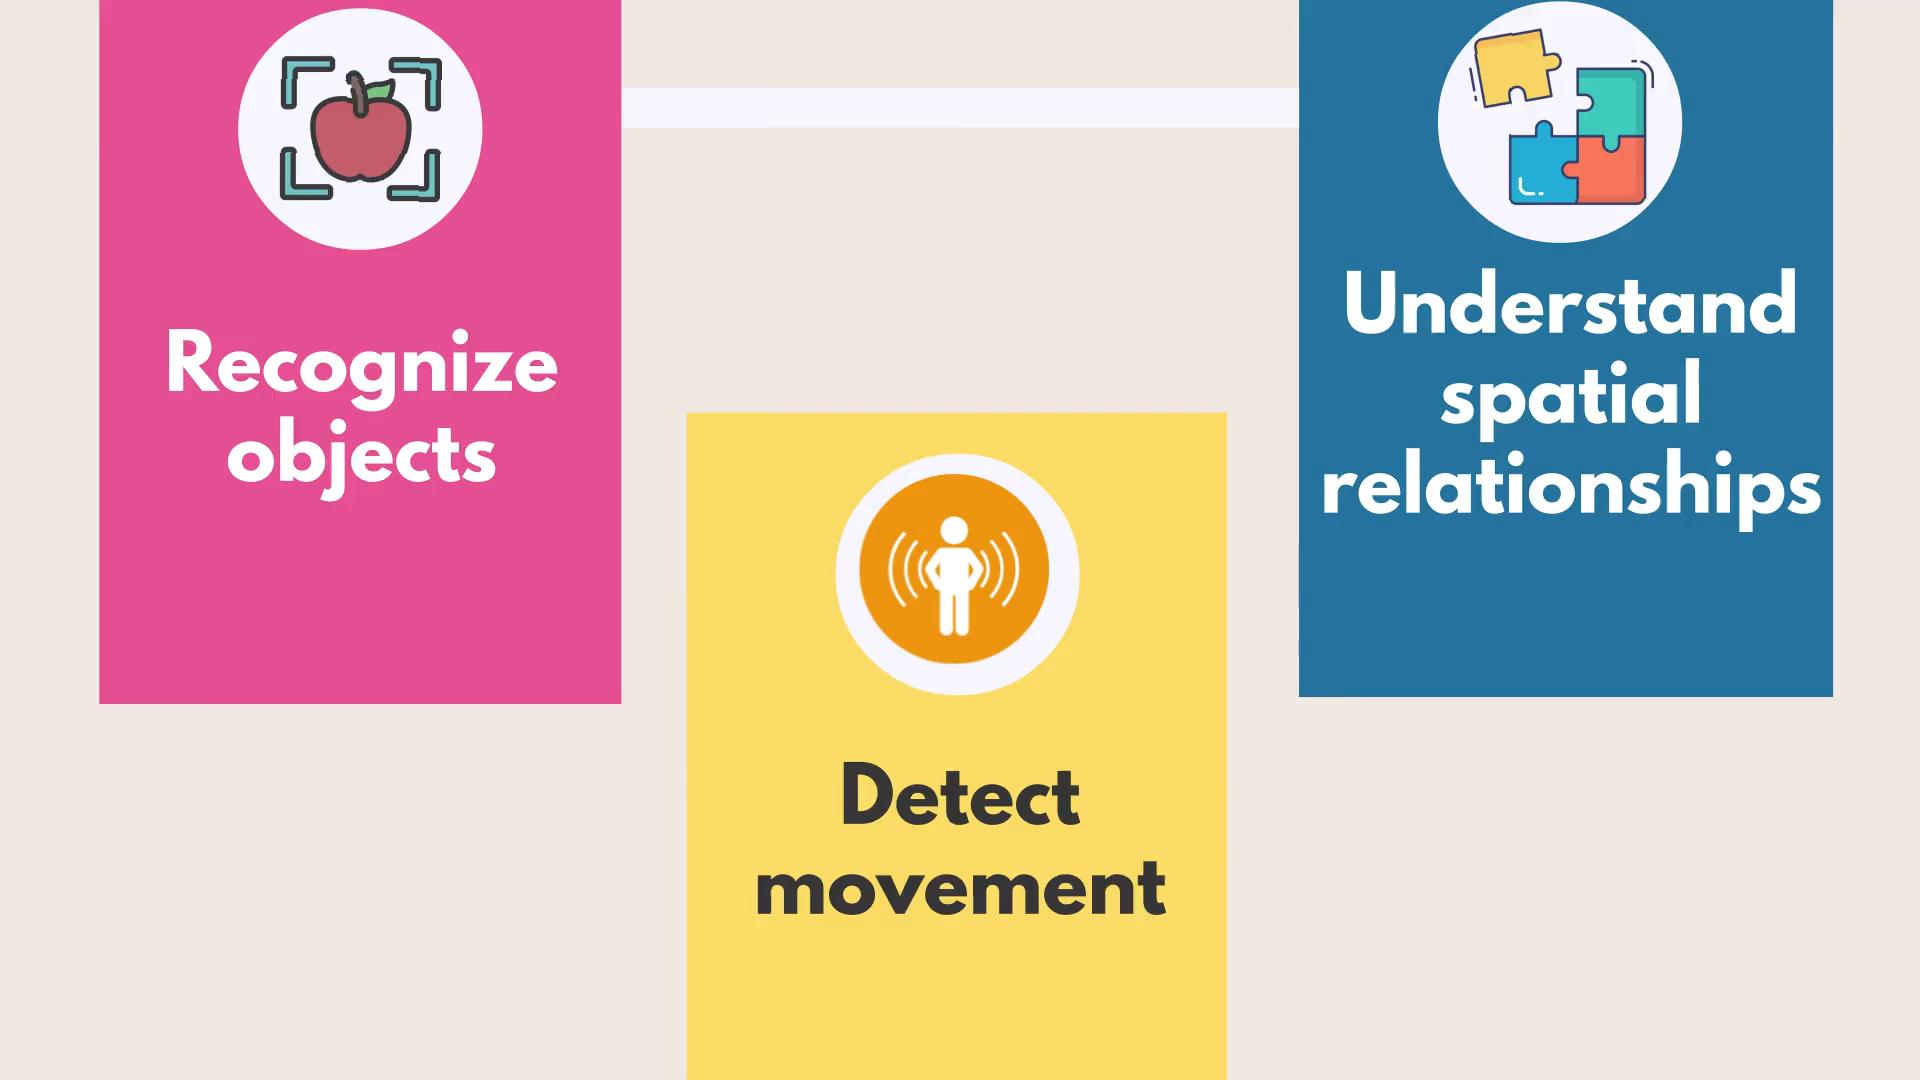 Recognize
objects
Detect
movement
Understand
spatial
relationships